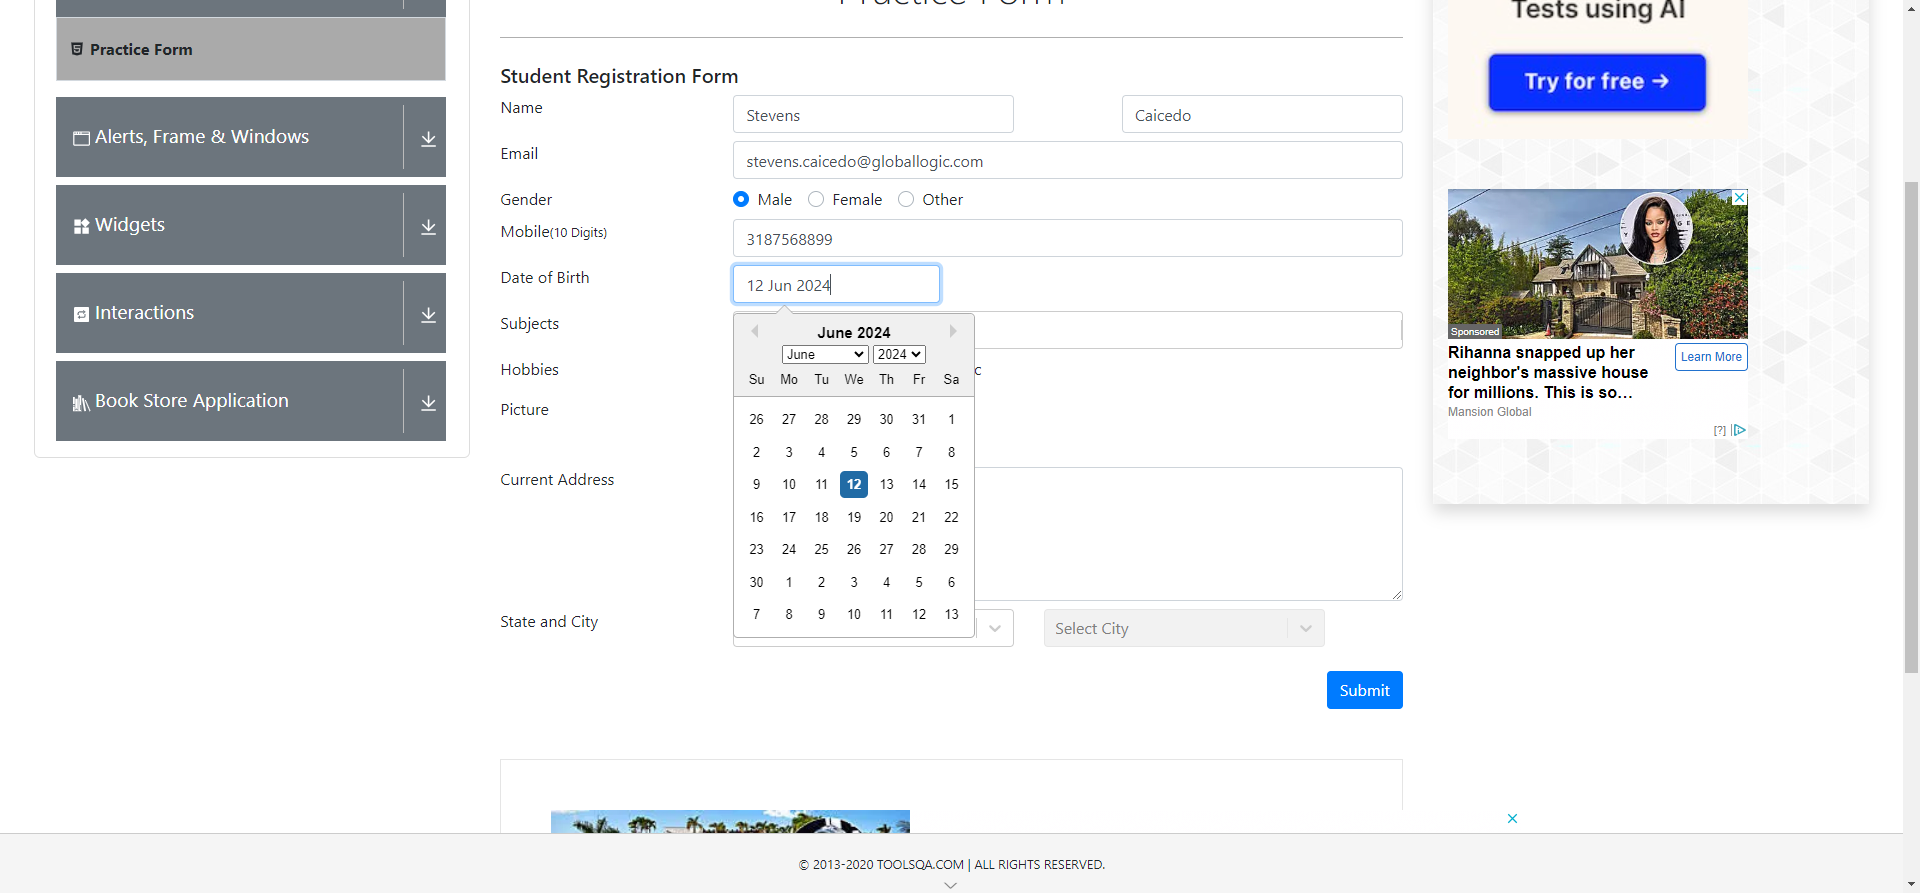 Practice Form
Practice Form
Alerts, Frame & Windows
Widgets
Interactions
Book Store Application
Student Registration Form
Name
Stevens
Caicedo
Email
stevens.caicedo@globallogic.com
Gender
Male
Female
Other
Mobile(10 Digits)
3187568899
Date of Birth
12 Jun 2024
Subjects
June 2024
June
2024
Su Mo Tu We Th Fr Sa
26 27 28 29 30 31 1
2 3 4 5 6 7 8
9 10 11 12 13 14 15
16 17 18 19 20 21 22
23 24 25 26 27 28 29
30 1 2 3 4 5 6
7 8 9 10 11 12 13
Hobbies
c
Picture
Current Address
State and City
Select City
Submit
Tests using AI
Try for free →
Sponsored
Rihanna snapped up her
neighbor's massive house
for millions. This is so...
Learn More
Mansion Global
[?]
© 2013-2020 TOOLSQA.COM | ALL RIGHTS RESERVED.